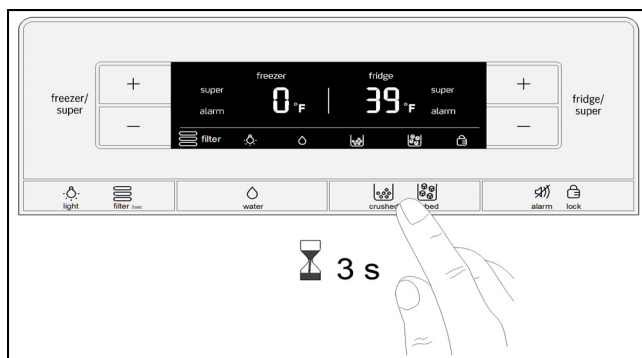 freezer/
super
+
−
freezer
fridge
super
super
alarm
alarm
0 °F
39 °F
filter
+
−
fridge/
super
light
filter 3 sec
water
crushed
bed
alarm
lock
3 s